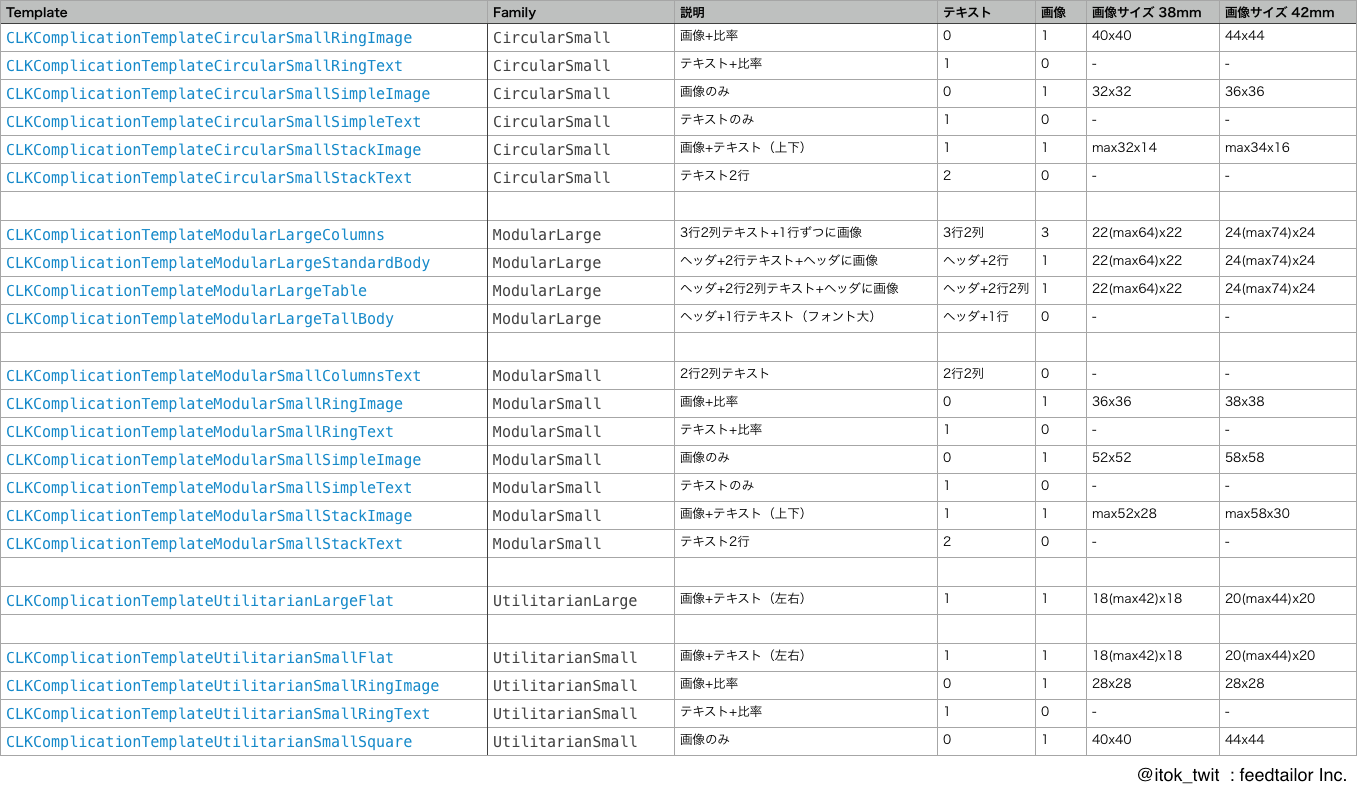 Template Family 説明 テキスト 画像 画像サイズ 38mm 画像サイズ 42mm
CLKComplicationTemplateCircularSmallRingImage CircularSmall 画像+比率 0 1 40x40 44x44
CLKComplicationTemplateCircularSmallRingText CircularSmall テキスト+比率 1 0 - -
CLKComplicationTemplateCircularSmallSimpleImage CircularSmall 画像のみ 0 1 32x32 36x36
CLKComplicationTemplateCircularSmallSimpleText CircularSmall テキストのみ 1 0 - -
CLKComplicationTemplateCircularSmallStackImage CircularSmall 画像+テキスト（上下） 1 1 max32x14 max34x16
CLKComplicationTemplateCircularSmallStackText CircularSmall テキスト2行 2 0 - -
CLKComplicationTemplateModularLargeColumns ModularLarge 3行2列テキスト+1行ずつに画像 3行2列 3 22(max64)x22 24(max74)x24
CLKComplicationTemplateModularLargeStandardBody ModularLarge ヘッダ+2行テキスト+ヘッダに画像 ヘッダ+2行 1 22(max64)x22 24(max74)x24
CLKComplicationTemplateModularLargeTable ModularLarge ヘッダ+2行2列テキスト+ヘッダに画像 ヘッダ+2行2列 1 22(max64)x22 24(max74)x24
CLKComplicationTemplateModularLargeTallBody ModularLarge ヘッダ+1行テキスト（フォント大） ヘッダ+1行 0 - -
CLKComplicationTemplateModularSmallColumnsText ModularSmall 2行2列テキスト 2行2列 0 - -
CLKComplicationTemplateModularSmallRingImage ModularSmall 画像+比率 0 1 36x36 38x38
CLKComplicationTemplateModularSmallRingText ModularSmall テキスト+比率 1 0 - -
CLKComplicationTemplateModularSmallSimpleImage ModularSmall 画像のみ 0 1 52x52 58x58
CLKComplicationTemplateModularSmallSimpleText ModularSmall テキストのみ 1 0 - -
CLKComplicationTemplateModularSmallStackImage ModularSmall 画像+テキスト（上下） 1 1 max52x28 max58x30
CLKComplicationTemplateModularSmallStackText ModularSmall テキスト2行 2 0 - -
CLKComplicationTemplateUtilitarianLargeFlat UtilitarianLarge 画像+テキスト（左右） 1 1 18(max42)x18 20(max44)x20
CLKComplicationTemplateUtilitarianSmallFlat UtilitarianSmall 画像+テキスト（左右） 1 1 18(max42)x18 20(max44)x20
CLKComplicationTemplateUtilitarianSmallRingImage UtilitarianSmall 画像+比率 0 1 28x28 28x28
CLKComplicationTemplateUtilitarianSmallRingText UtilitarianSmall テキスト+比率 1 0 - -
CLKComplicationTemplateUtilitarianSmallSquare UtilitarianSmall 画像のみ 0 1 40x40 44x44
@itok_twit : feedtailor Inc.